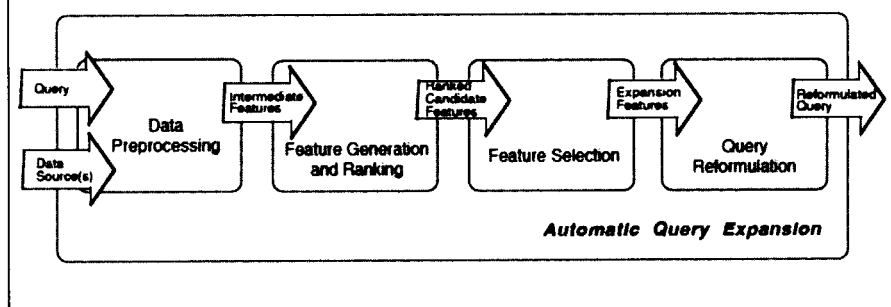 Query
Data
Source(s)
Data
Preprocessing
Intermediate
Features
Feature Generation
and Ranking
Ranked
Candidate
Features
Feature Selection
Expansion
Features
Query
Reformulation
Reformulated
Query
Automatic Query Expansion